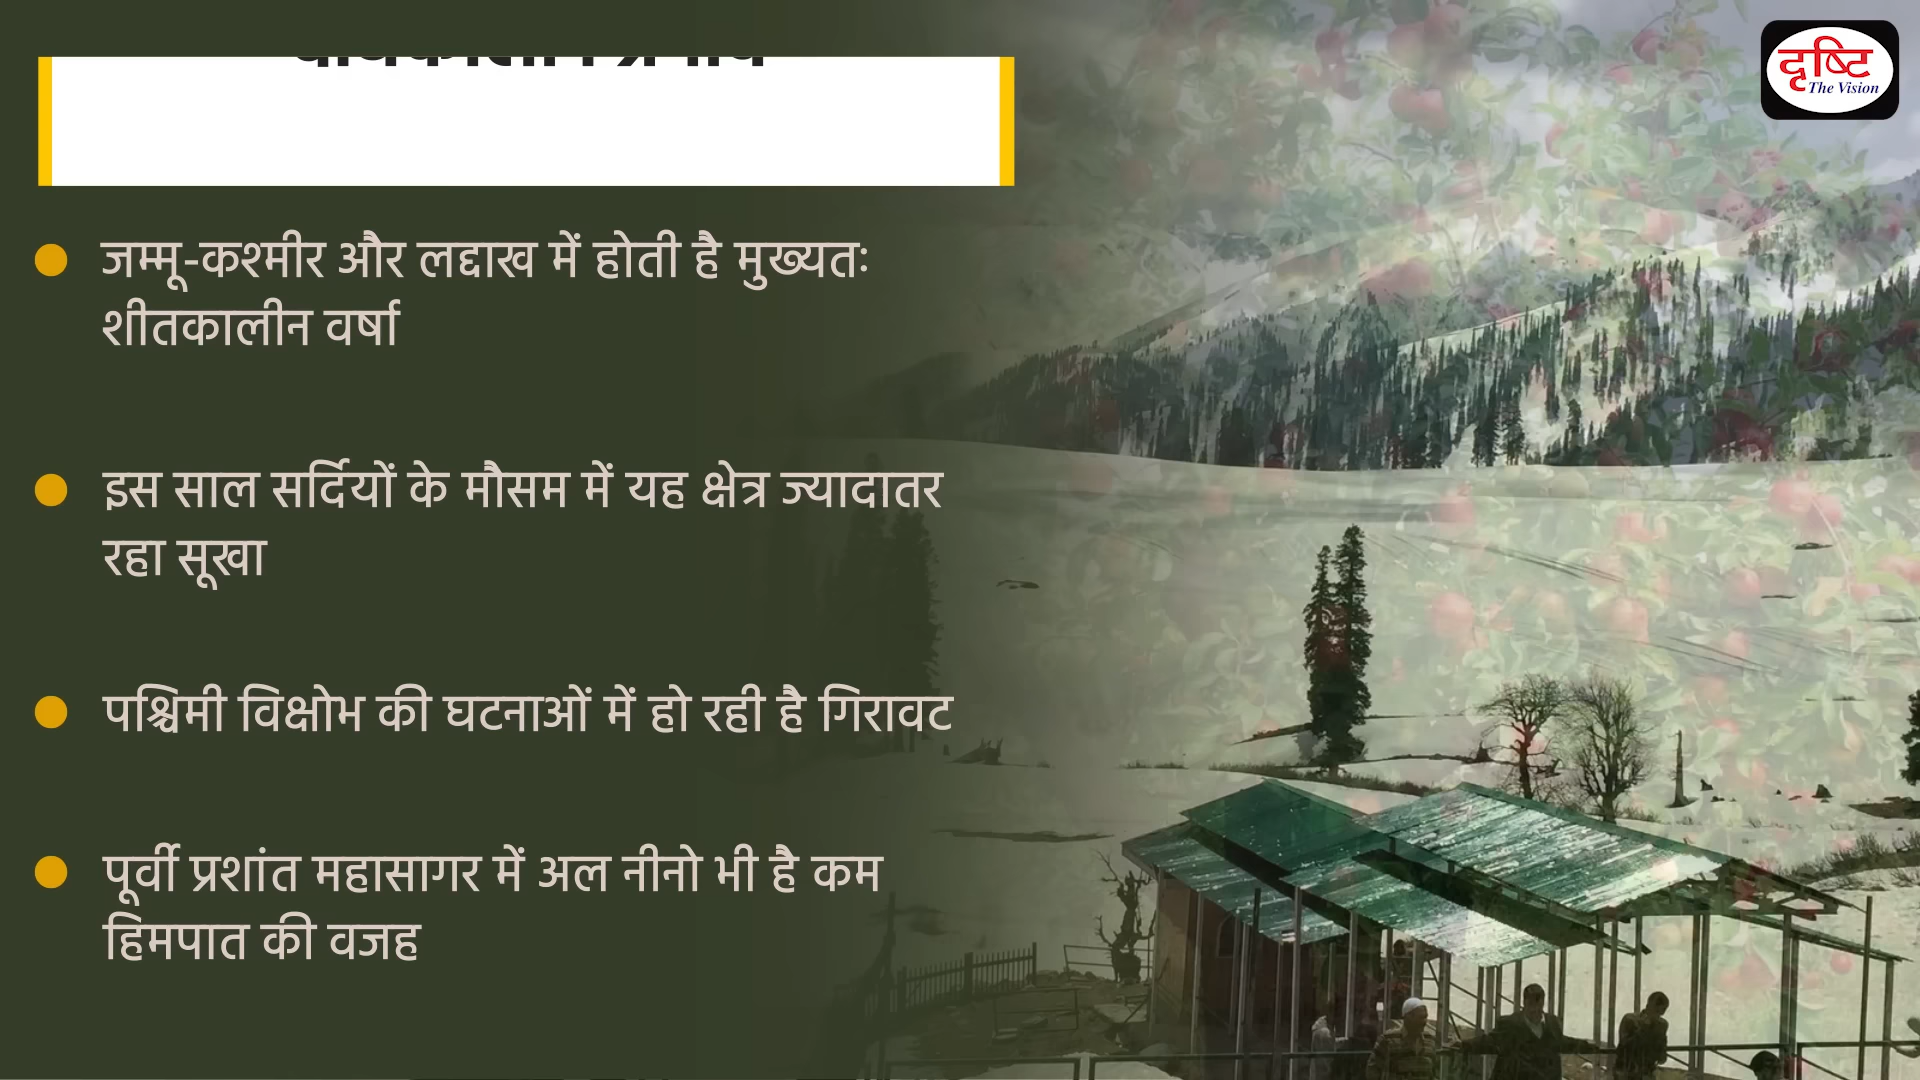 दृष्टि
The Vision
जम्मू-कश्मीर और लद्दाख में होती है मुख्यतः
शीतकालीन वर्षा
इस साल सर्दियों के मौसम में यह क्षेत्र ज्यादातर
रहा सूखा
पश्चिमी विक्षोभ की घटनाओं में हो रही है गिरावट
पूर्वी प्रशांत महासागर में अल नीनो भी है कम
हिमपात की वजह